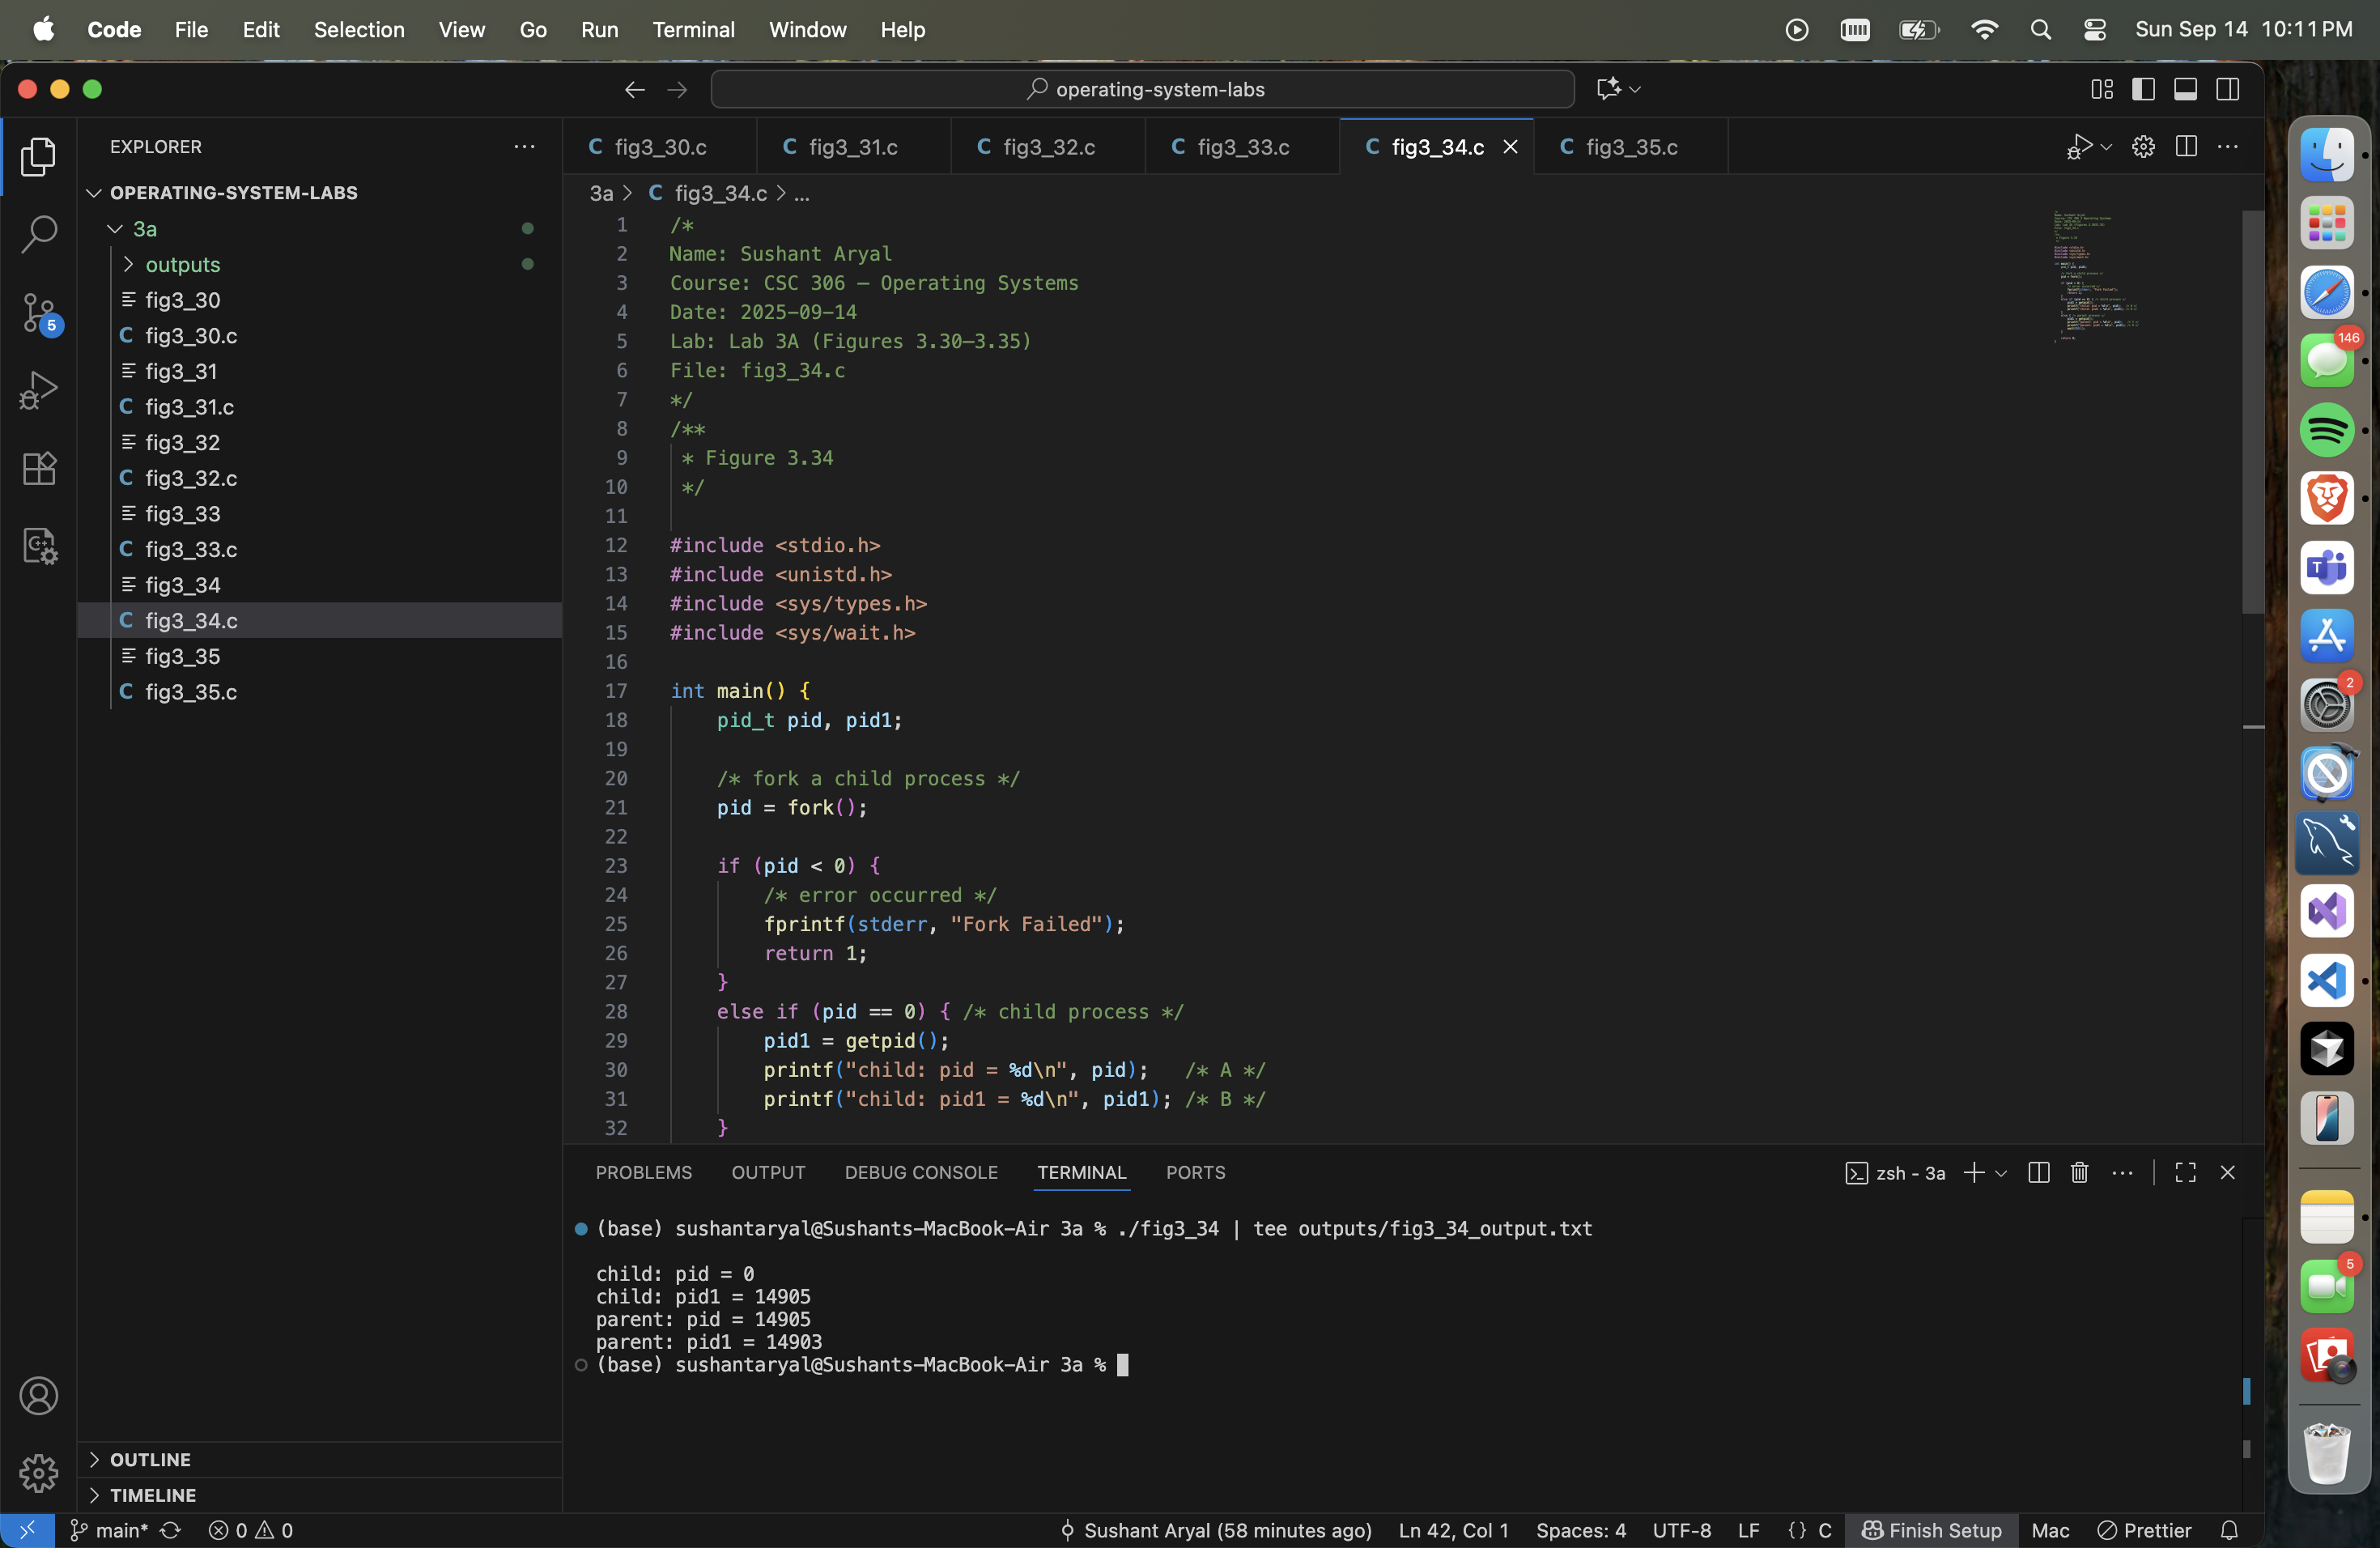 Code File Edit Selection View Go Run Terminal Window Help Sun Sep 14 10:11 PM
operating-system-labs
EXPLORER
OPERATING-SYSTEM-LABS
3a
outputs
fig3_30
C fig3_30.c
fig3_31
C fig3_31.c
fig3_32
C fig3_32.c
fig3_33
C fig3_33.c
fig3_34
C fig3_34.c
fig3_35
C fig3_35.c
5
OUTLINE
TIMELINE
C fig3_30.c C fig3_31.c C fig3_32.c C fig3_33.c C fig3_34.c C fig3_35.c
3a > C fig3_34.c > ...
1 /*
2 Name: Sushant Aryal
3 Course: CSC 306 – Operating Systems
4 Date: 2025-09-14
5 Lab: Lab 3A (Figures 3.30–3.35)
6 File: fig3_34.c
7 */
8 /**
9 * Figure 3.34
10 */
11
12 #include <stdio.h>
13 #include <unistd.h>
14 #include <sys/types.h>
15 #include <sys/wait.h>
16
17 int main() {
18 pid_t pid, pid1;
19
20 /* fork a child process */
21 pid = fork();
22
23 if (pid < 0) {
24 /* error occurred */
25 fprintf(stderr, "Fork Failed");
26 return 1;
27 }
28 else if (pid == 0) { /* child process */
29 pid1 = getpid();
30 printf("child: pid = %d\n", pid); /* A */
31 printf("child: pid1 = %d\n", pid1); /* B */
32 }
PROBLEMS OUTPUT DEBUG CONSOLE TERMINAL PORTS zsh - 3a
(base) sushantaryal@Sushants-MacBook-Air 3a % ./fig3_34 | tee outputs/fig3_34_output.txt
child: pid = 0
child: pid1 = 14905
parent: pid = 14905
parent: pid1 = 14903
(base) sushantaryal@Sushants-MacBook-Air 3a %
main* 0 0 Sushant Aryal (58 minutes ago) Ln 42, Col 1 Spaces: 4 UTF-8 LF {} C Finish Setup Mac Prettier
146
T
2
5